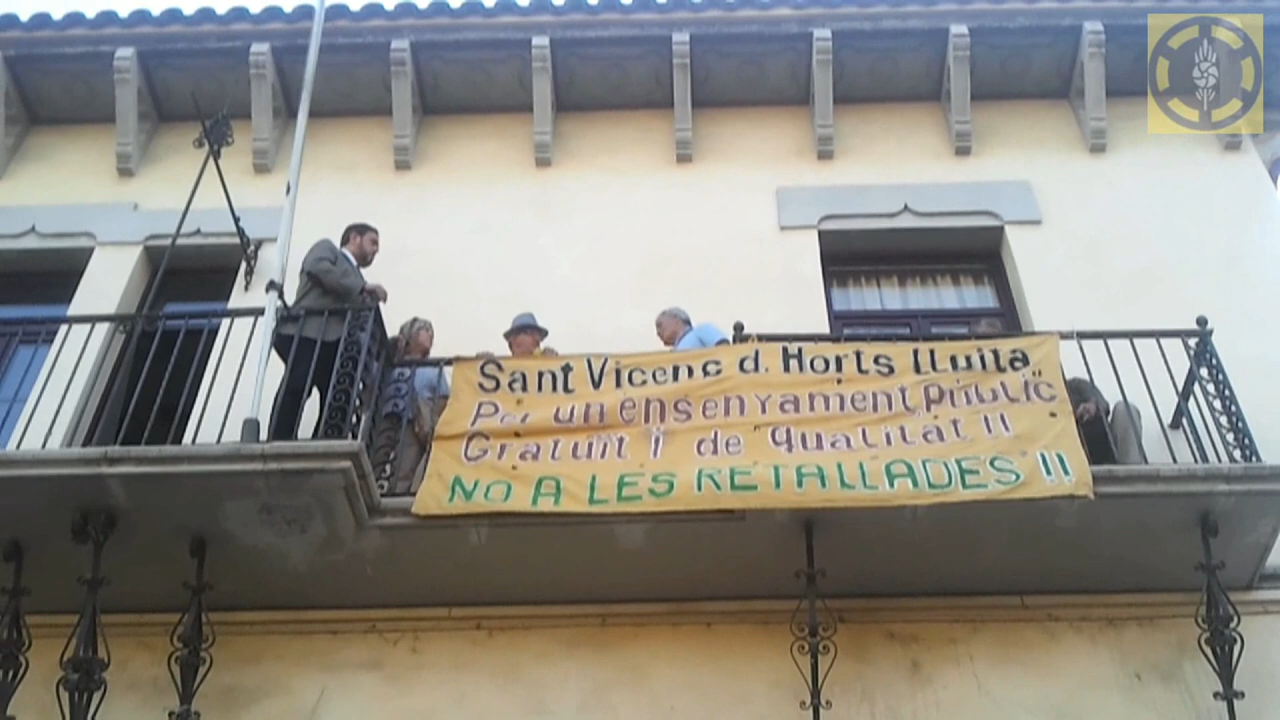 Sant Vicenç d. Horts lluita
Per un ensenyament públic
Gratuït i de qualitat !!
NO A LES RETALLADES !!